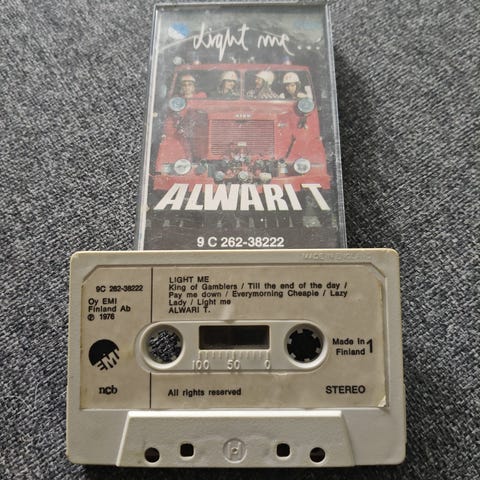 Light me...
ALWARI T
9 C 262-38222
MADE IN ENGLAND
9C 262-38222
LIGHT ME
King of Gamblers / Till the end of the day /
Pay me down / Everymorning Cheapie / Lazy
Lady / Light me
ALWARI T.
Oy EMI
Finland Ab
℗ 1976
EMI
ncb
100 50 0
Made in
Finland 1
All rights reserved
STEREO